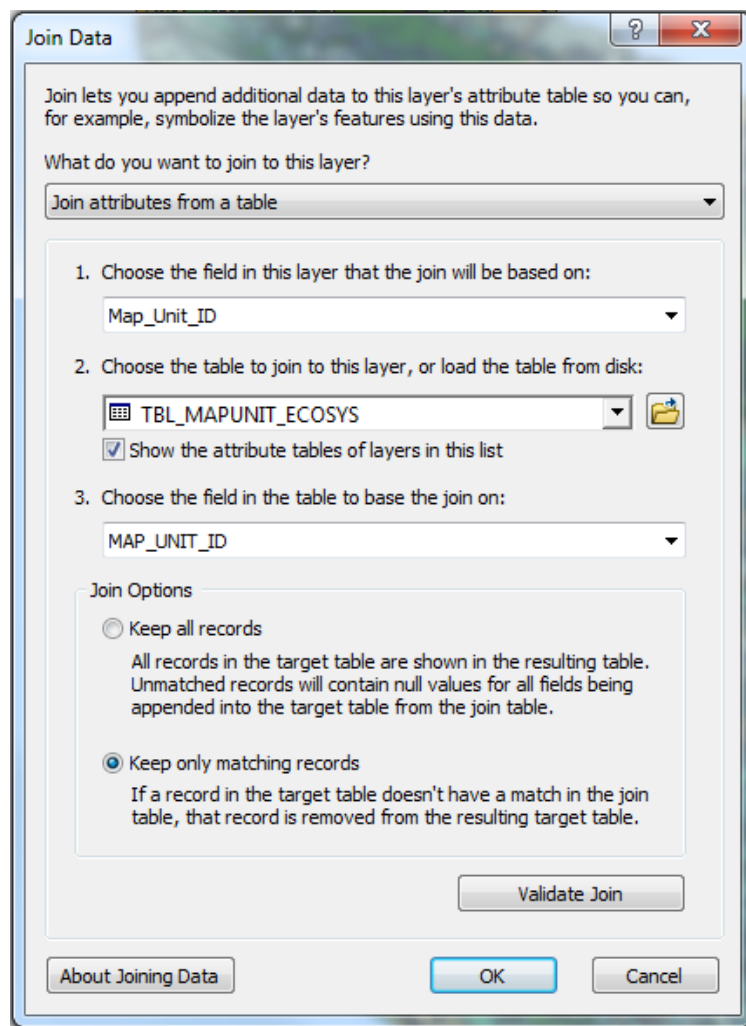 Join Data
?
X
Join lets you append additional data to this layer's attribute table so you can,
for example, symbolize the layer's features using this data.
What do you want to join to this layer?
Join attributes from a table
1. Choose the field in this layer that the join will be based on:
Map_Unit_ID
2. Choose the table to join to this layer, or load the table from disk:
TBL_MAPUNIT_ECOSYS
Show the attribute tables of layers in this list
3. Choose the field in the table to base the join on:
MAP_UNIT_ID
Join Options
Keep all records
All records in the target table are shown in the resulting table.
Unmatched records will contain null values for all fields being
appended into the target table from the join table.
Keep only matching records
If a record in the target table doesn't have a match in the join
table, that record is removed from the resulting target table.
Validate Join
About Joining Data
OK
Cancel